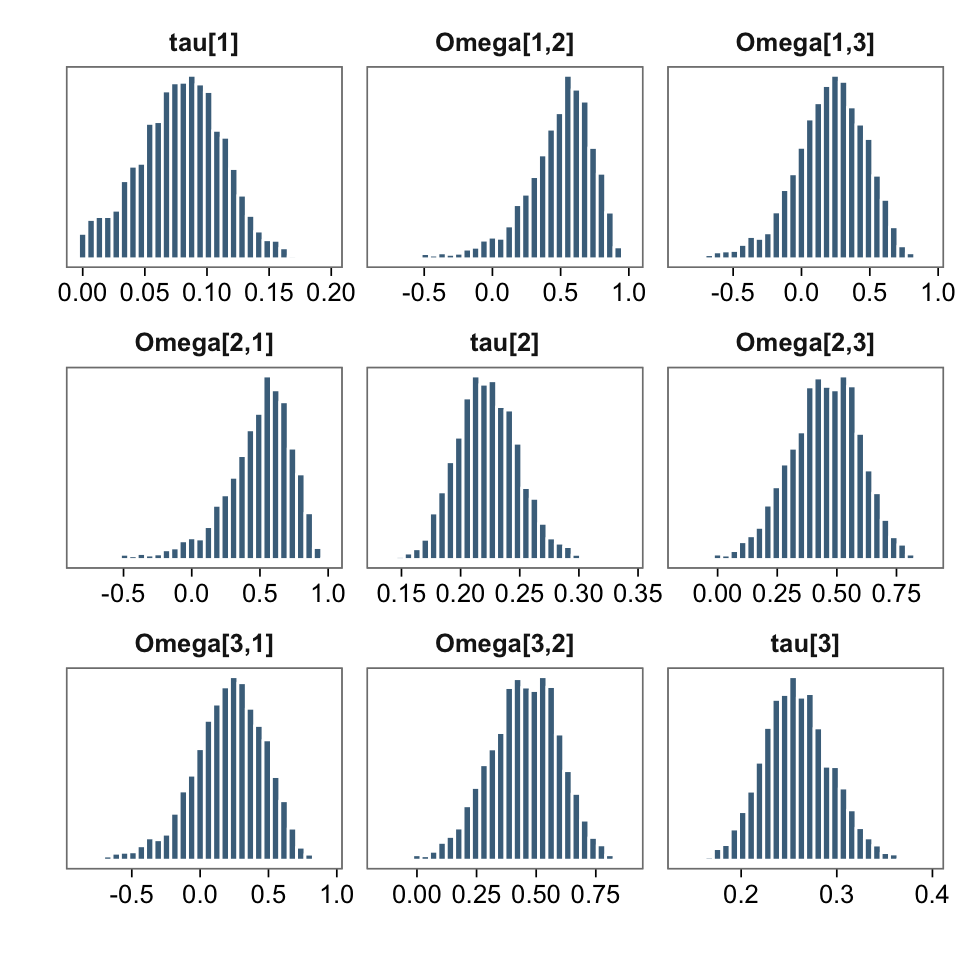 tau[1] Omega[1,2] Omega[1,3]
0.00 0.05 0.10 0.15 0.20 -0.5 0.0 0.5 1.0 -0.5 0.0 0.5 1.0
Omega[2,1] tau[2] Omega[2,3]
-0.5 0.0 0.5 1.0 0.15 0.20 0.25 0.30 0.35 0.00 0.25 0.50 0.75
Omega[3,1] Omega[3,2] tau[3]
-0.5 0.0 0.5 1.0 0.00 0.25 0.50 0.75 0.2 0.3 0.4